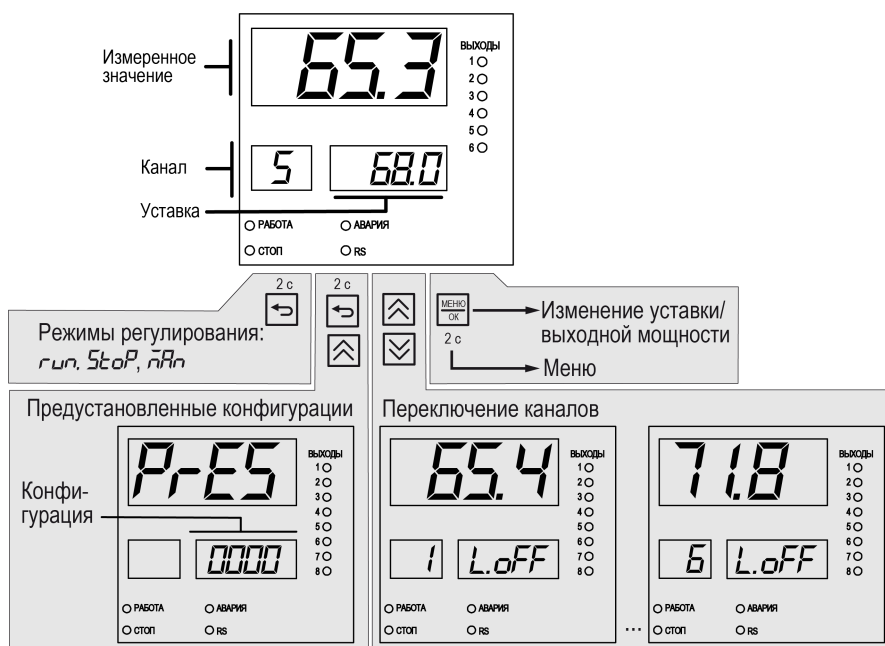 65.3
ВЫХОДЫ
1
2
3
4
5
6
Измеренное
значение
Канал
5
68.0
Уставка
РАБОТА
АВАРИЯ
СТОП
RS
2 с
2 с
МЕНЮ
ОК
Изменение уставки/
выходной мощности
2 с
Меню
Режимы регулирования:
run, StoP, mAn
Предустановленные конфигурации
PrES
ВЫХОДЫ
1
2
3
4
5
6
7
8
Конфи-
гурация
0000
РАБОТА
АВАРИЯ
СТОП
RS
Переключение каналов
65.4
ВЫХОДЫ
1
2
3
4
5
6
7
8
1
L.oFF
РАБОТА
АВАРИЯ
СТОП
RS
...
71.8
ВЫХОДЫ
1
2
3
4
5
6
7
8
6
L.oFF
РАБОТА
АВАРИЯ
СТОП
RS